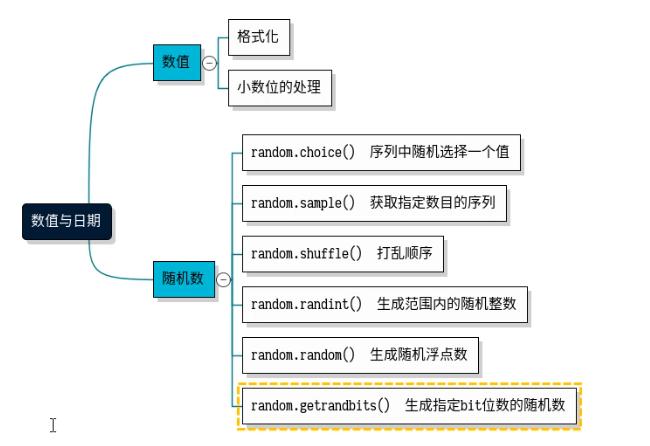 数值与日期
数值
格式化
小数位的处理
随机数
random.choice() 序列中随机选择一个值
random.sample() 获取指定数目的序列
random.shuffle() 打乱顺序
random.randint() 生成范围内的随机整数
random.random() 生成随机浮点数
random.getrandbits() 生成指定bit位数的随机数